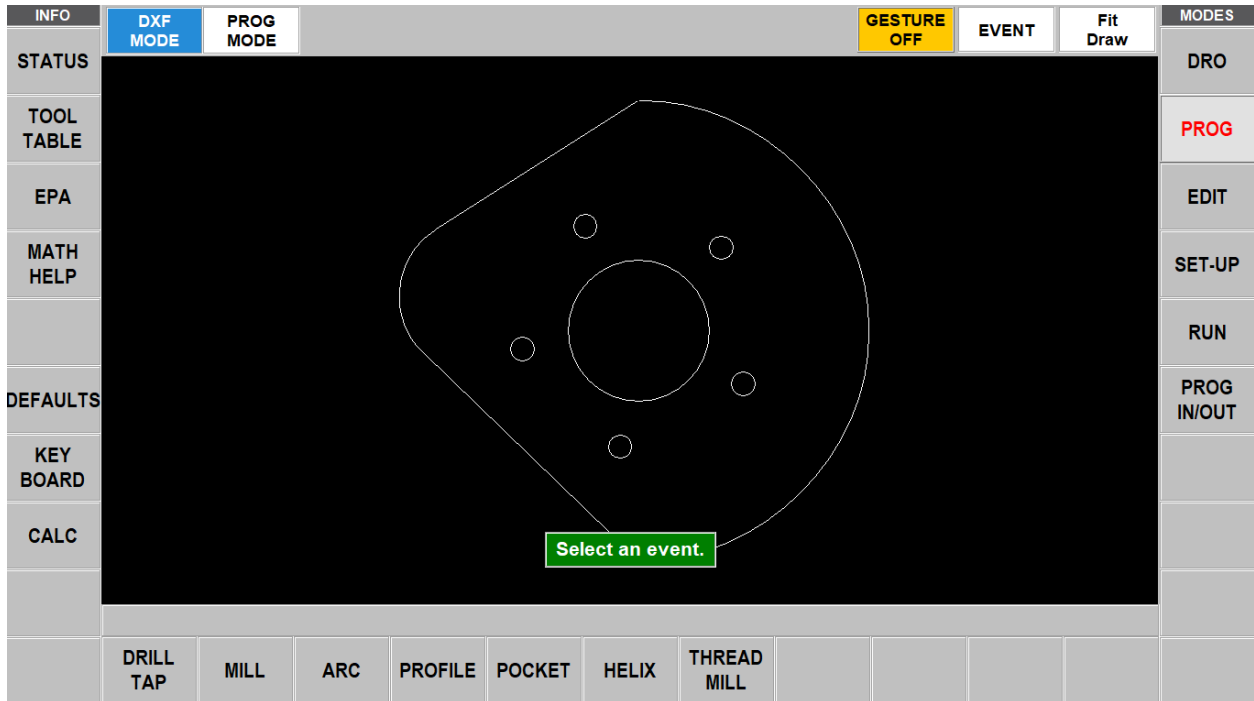 INFO
DXF
MODE
PROG
MODE
GESTURE
OFF
EVENT
Fit
Draw
MODES
STATUS
TOOL
TABLE
EPA
MATH
HELP
DEFAULTS
KEY
BOARD
CALC
Select an event.
DRO
PROG
EDIT
SET-UP
RUN
PROG
IN/OUT
DRILL
TAP
MILL
ARC
PROFILE
POCKET
HELIX
THREAD
MILL